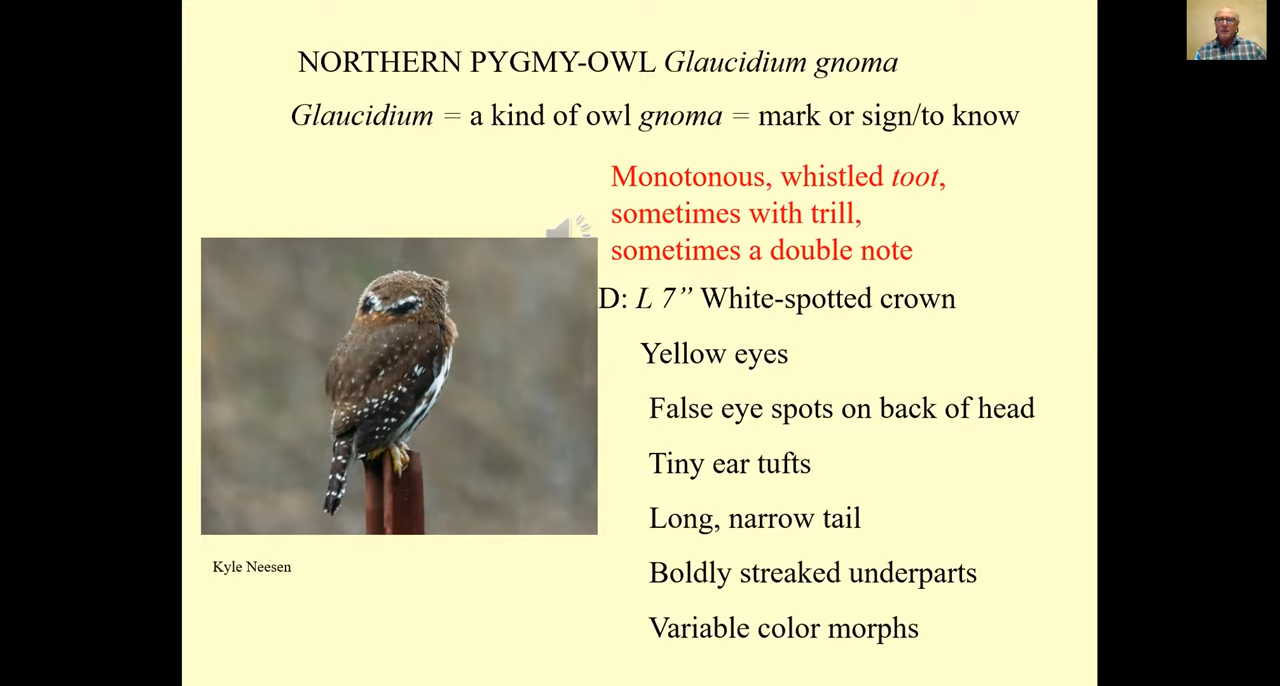 NORTHERN PYGMY-OWL Glaucidium gnoma
Glaucidium = a kind of owl gnoma = mark or sign/to know
Monotonous, whistled toot,
sometimes with trill,
sometimes a double note
D: L 7” White-spotted crown
Yellow eyes
False eye spots on back of head
Tiny ear tufts
Long, narrow tail
Boldly streaked underparts
Variable color morphs
Kyle Neesen